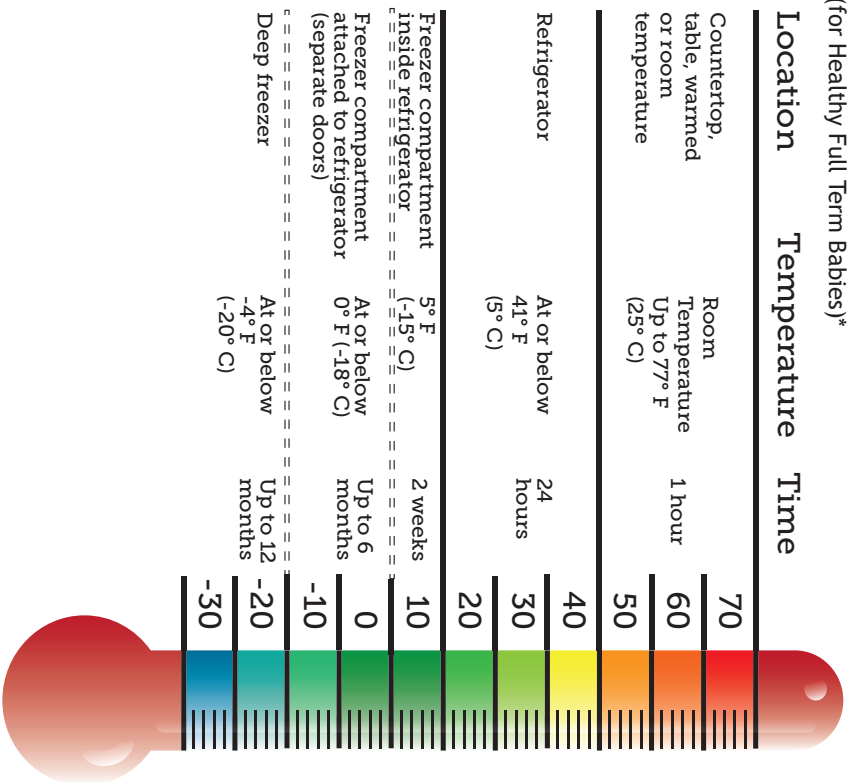 (for Healthy Full Term Babies)*
Location Temperature Time
Countertop,
table, warmed
or room
temperature
Room
Temperature
Up to 77° F
(25° C)
1 hour
Refrigerator
At or below
41° F
(5° C)
24
hours
Freezer compartment
inside refrigerator
5° F
(-15° C)
2 weeks
Freezer compartment
attached to refrigerator
(separate doors)
At or below
0° F (-18° C)
Up to 6
months
Deep freezer
At or below
-4° F
(-20° C)
Up to 12
months
70
60
50
40
30
20
10
0
-10
-20
-30